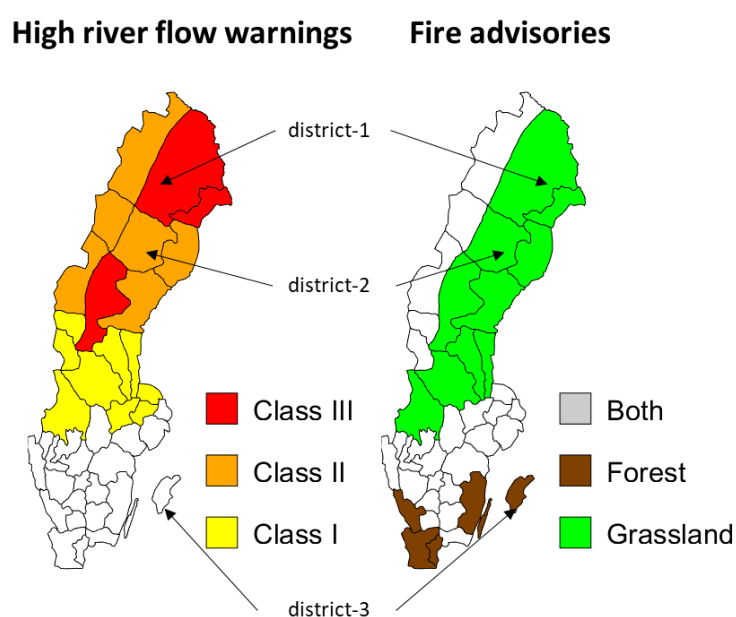 High river flow warnings
Fire advisories
district-1
district-2
Class III
Class II
Class I
Both
Forest
Grassland
district-3